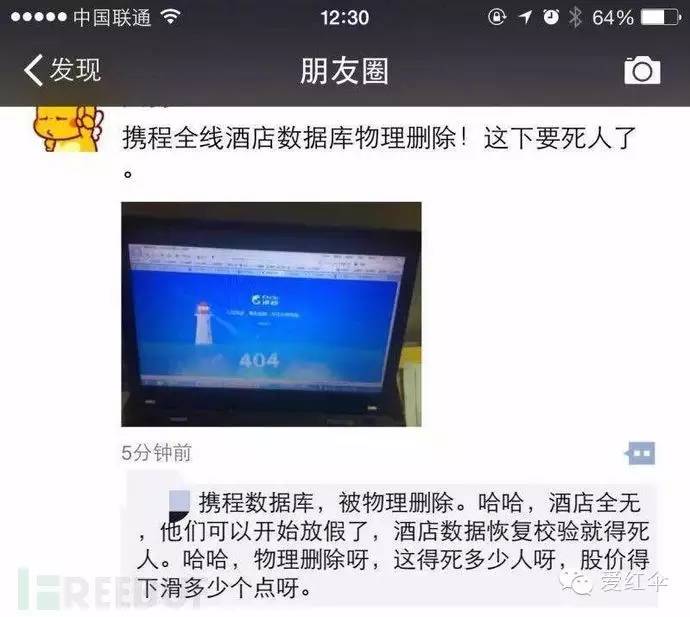 中国联通 12:30 64%
发现 朋友圈
携程全线酒店数据库物理删除！这下要死人了
。
404
5分钟前
携程数据库，被物理删除。哈哈，酒店全无
，他们可以开始放假了，酒店数据恢复校验就得死
人。哈哈，物理删除呀，这得死多少人呀，股价得
下滑多少个点呀。
FREEBUF
爱红伞